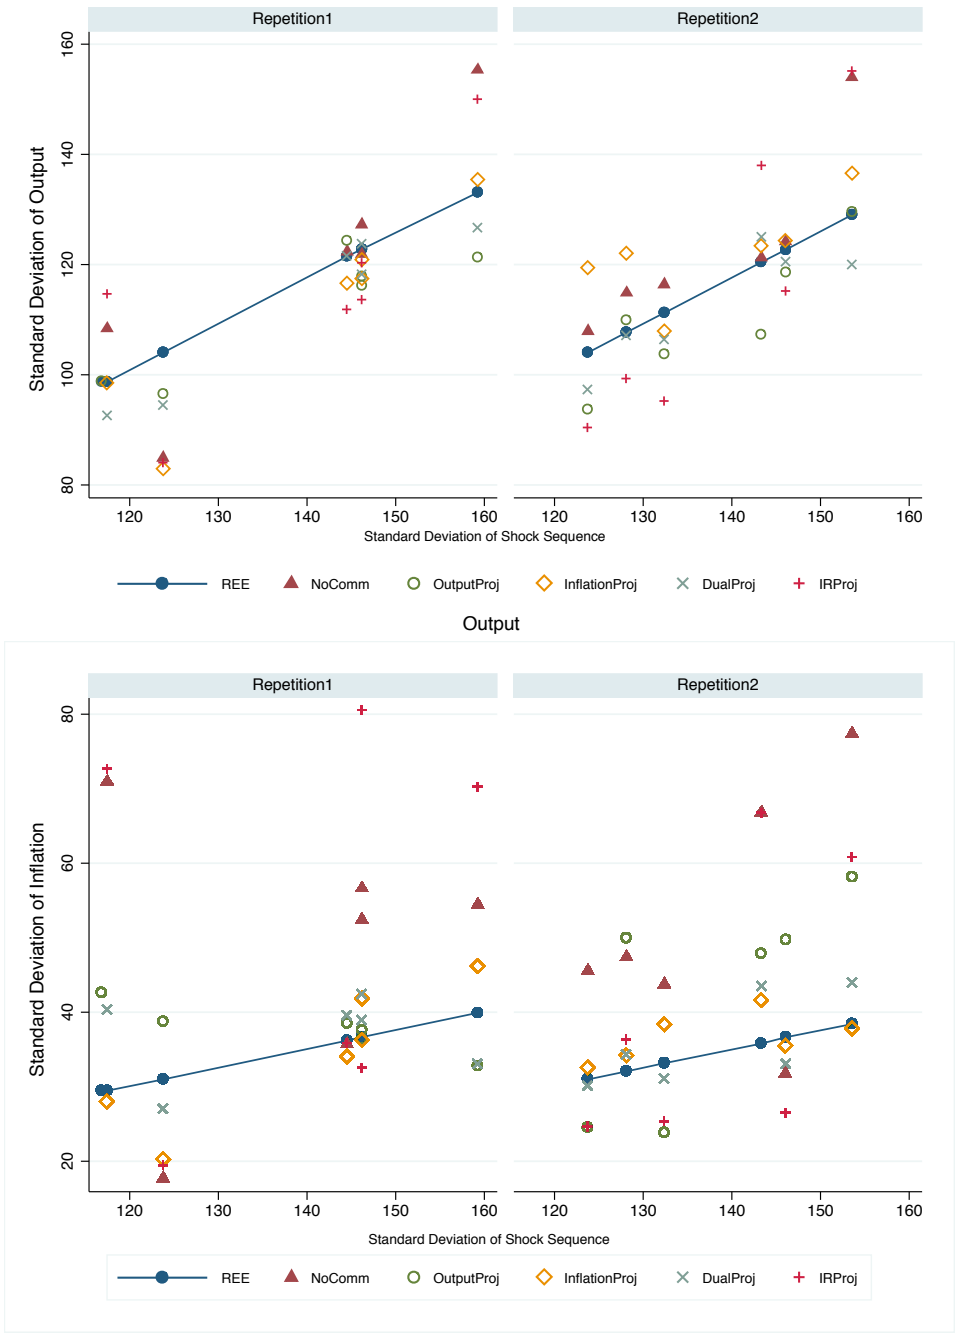 Repetition1 Repetition2
Standard Deviation of Output
160
140
120
100
80
120 130 140 150 160 120 130 140 150 160
Standard Deviation of Shock Sequence
REE NoComm OutputProj InflationProj DualProj IRProj
Output
Repetition1 Repetition2
Standard Deviation of Inflation
80
60
40
20
120 130 140 150 160 120 130 140 150 160
Standard Deviation of Shock Sequence
REE NoComm OutputProj InflationProj DualProj IRProj